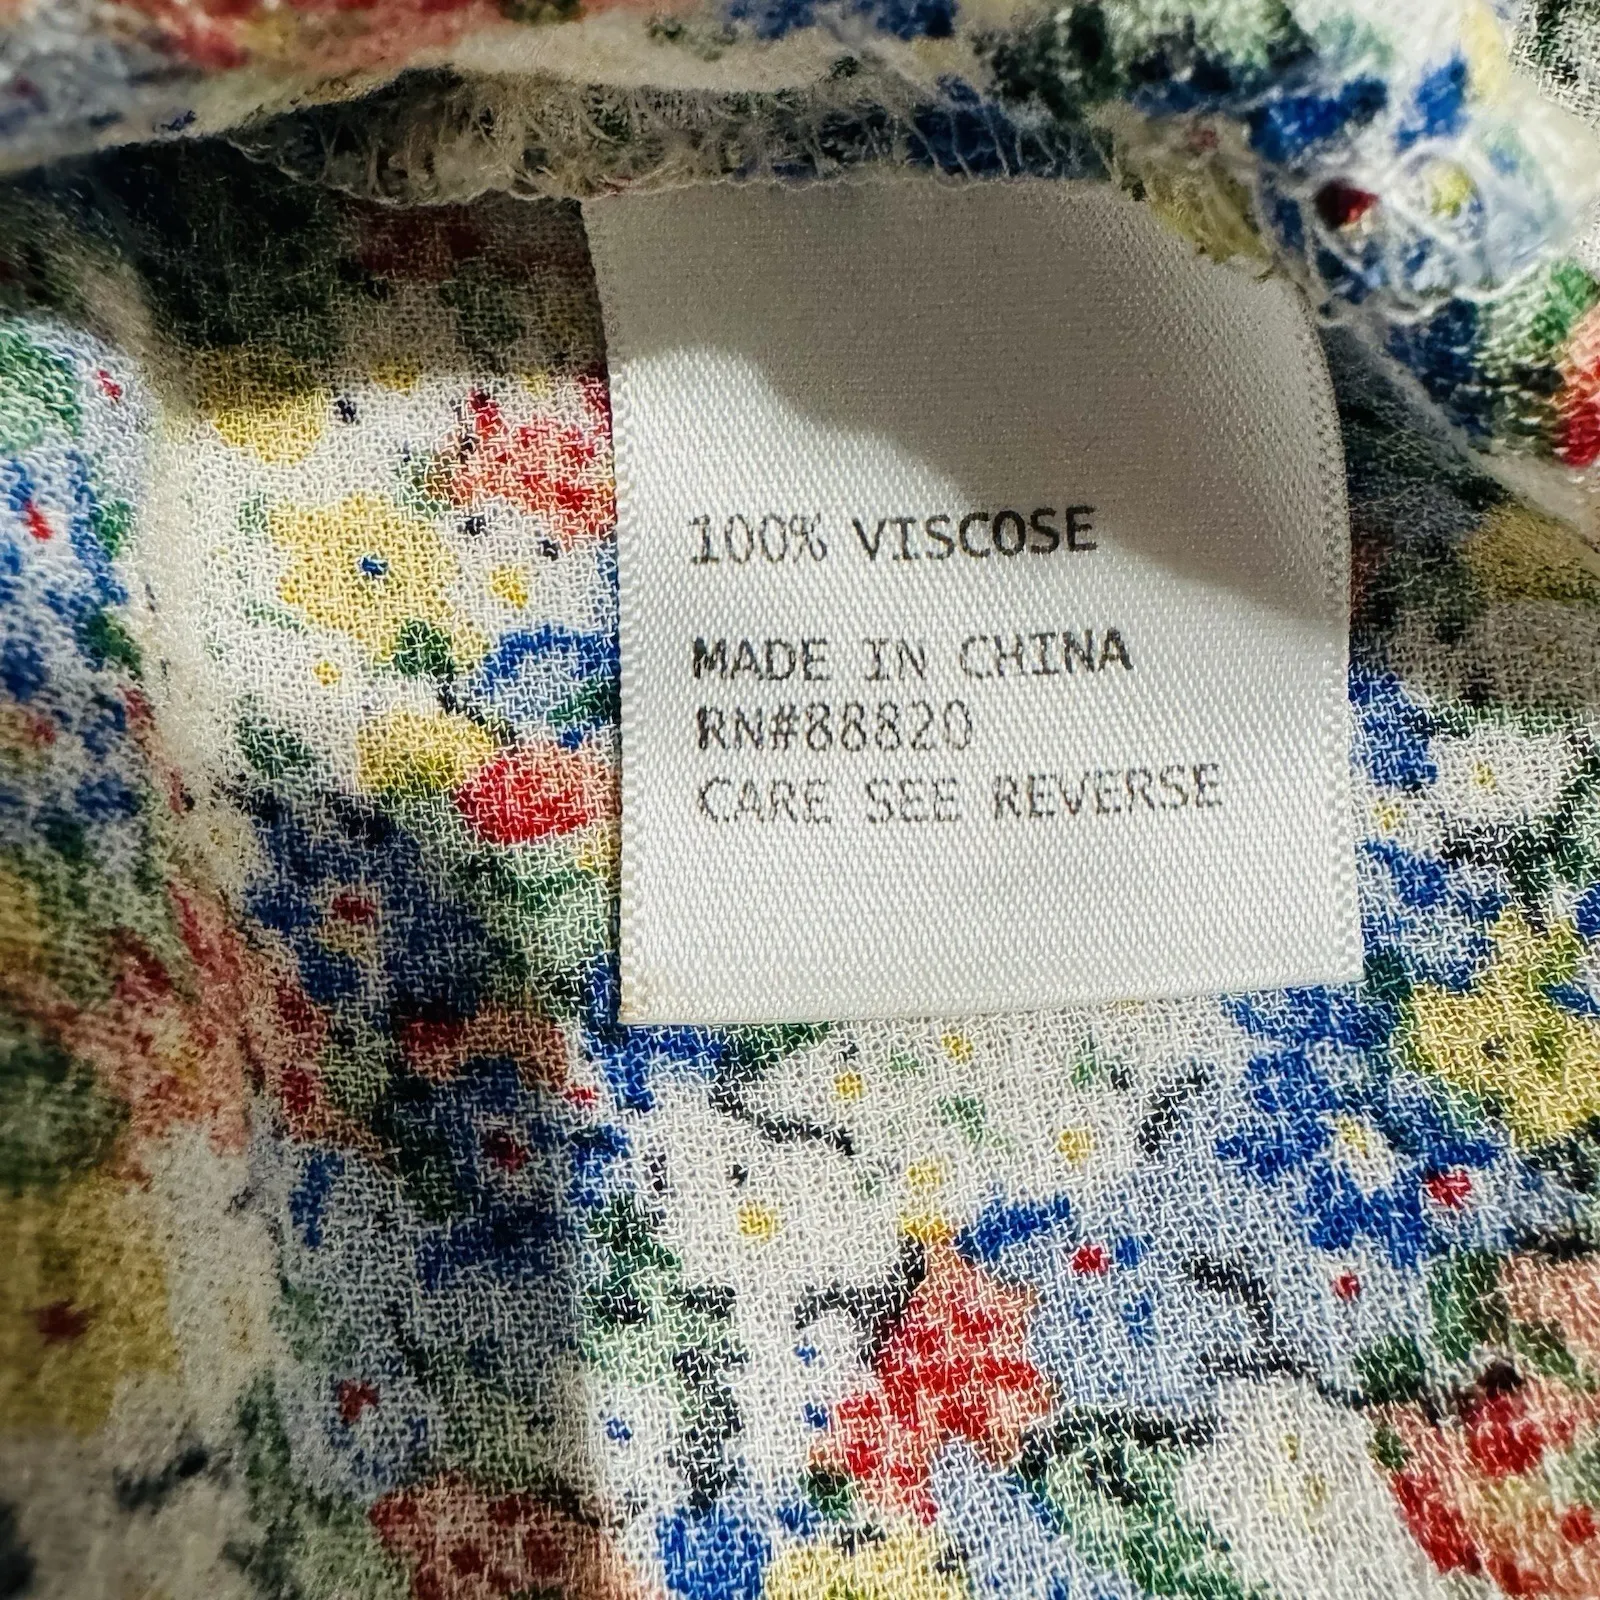 100% VISCOSE
MADE IN CHINA
RN#88820
CARE SEE REVERSE